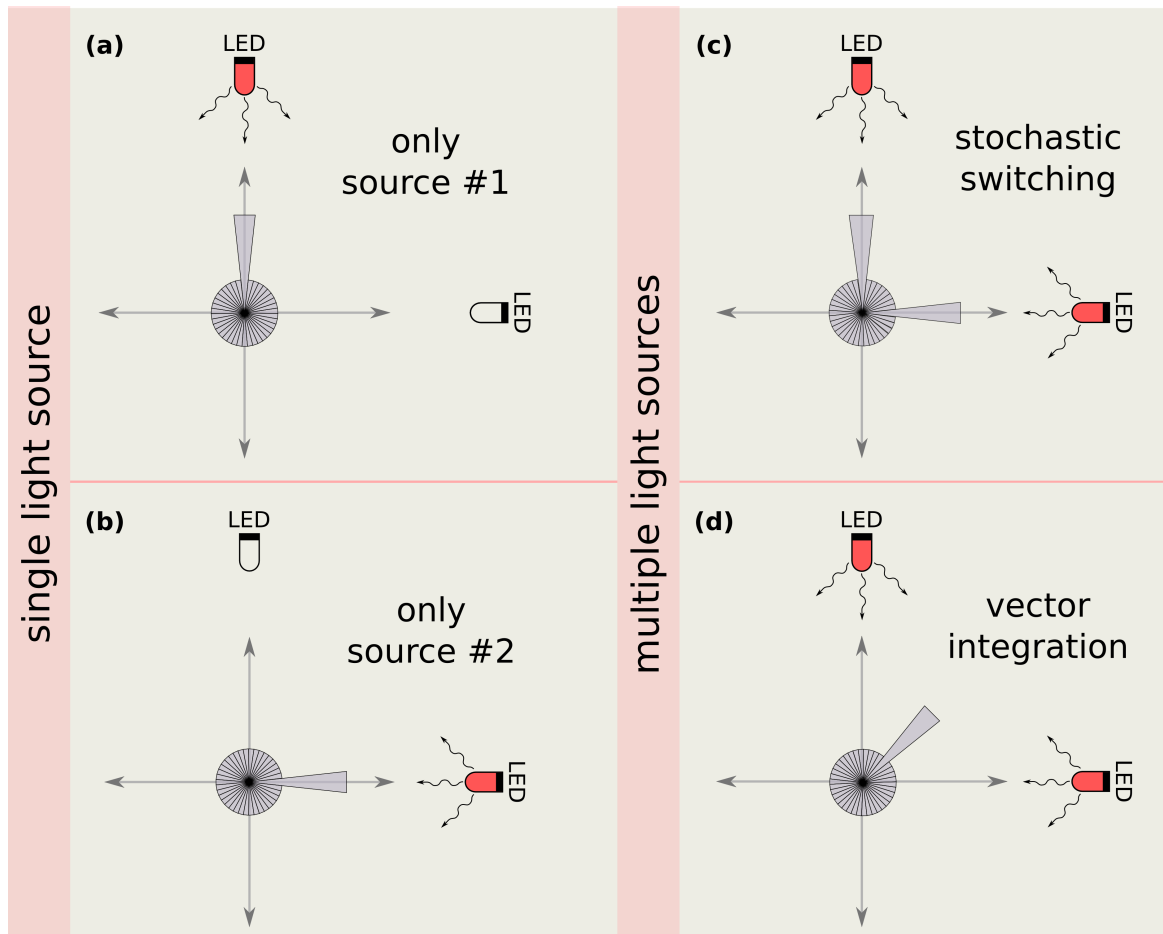 single light source
(a)
LED
only
source #1
LED
(b)
LED
only
source #2
LED
multiple light sources
(c)
LED
stochastic
switching
LED
(d)
LED
vector
integration
LED